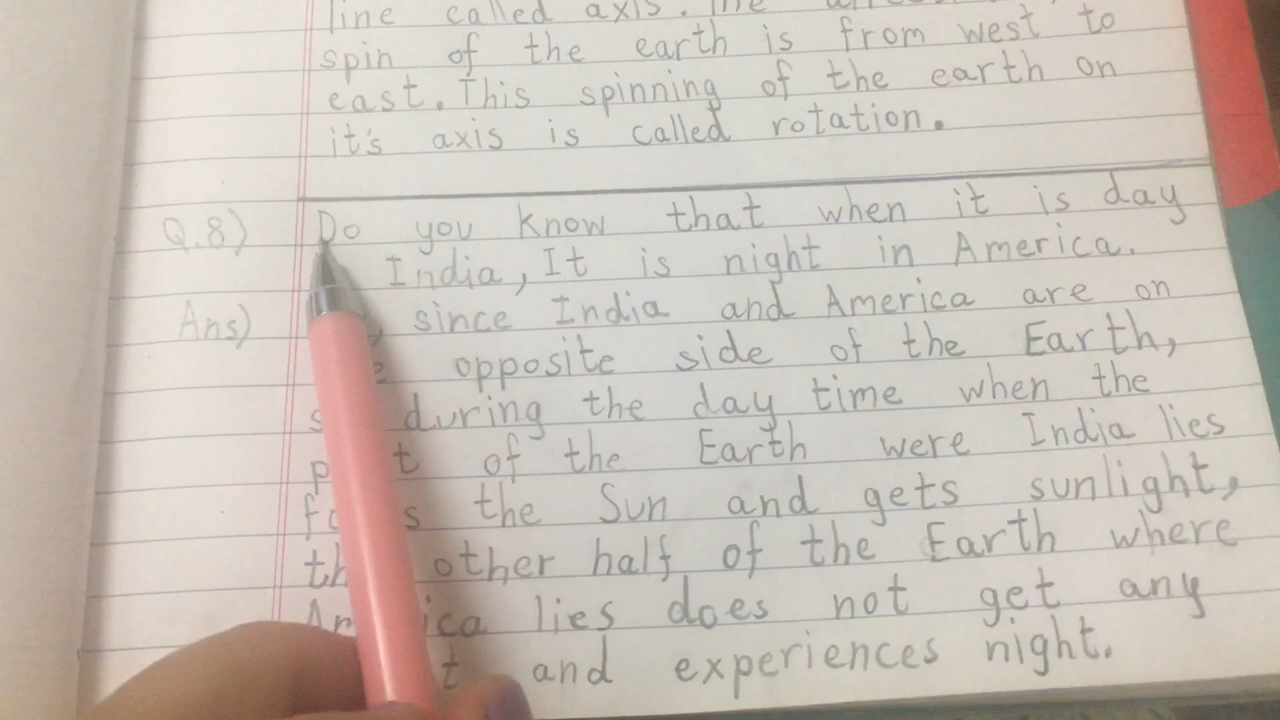 line called axis. The
spin of the earth is from west to
east. This spinning of the earth on
it's axis is called rotation.
Q.8) Do you know that when it is day
India, It is night in America.
Ans) since India and America are on
opposite side of the Earth,
during the day time when the
of the Earth were India lies
the Sun and gets sunlight,
other half of the Earth where
lies does not get any
and experiences night.